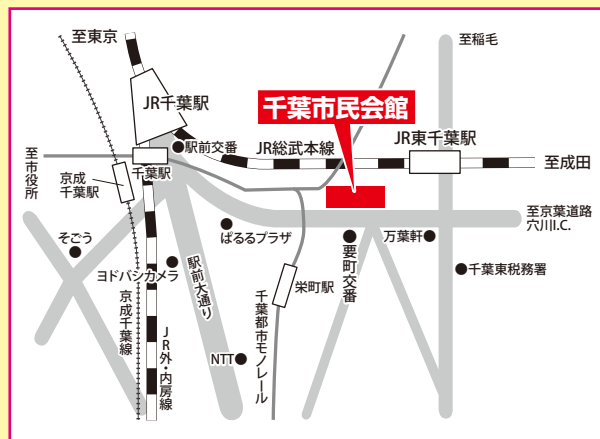 至東京
至稲毛
JR千葉駅
千葉市民会館
駅前交番
JR総武本線
JR東千葉駅
至市役所
千葉駅
至成田
京成
千葉駅
至京葉道路
穴川I.C.
そごう
ぱるるプラザ
要町交番
万葉軒
ヨドバシカメラ
駅前大通り
千葉東税務署
栄町駅
京成千葉線
JR外・内房線
千葉都市モノレール
NTT